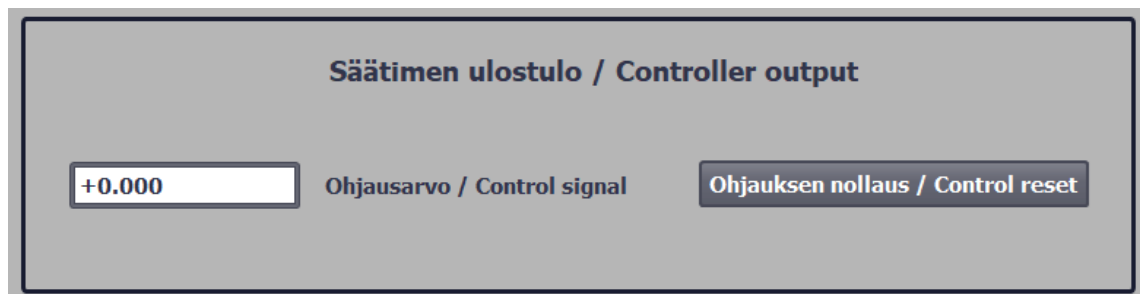 Säätimen ulostulo / Controller output
+0.000
Ohjausarvo / Control signal
Ohjauksen nollaus / Control reset